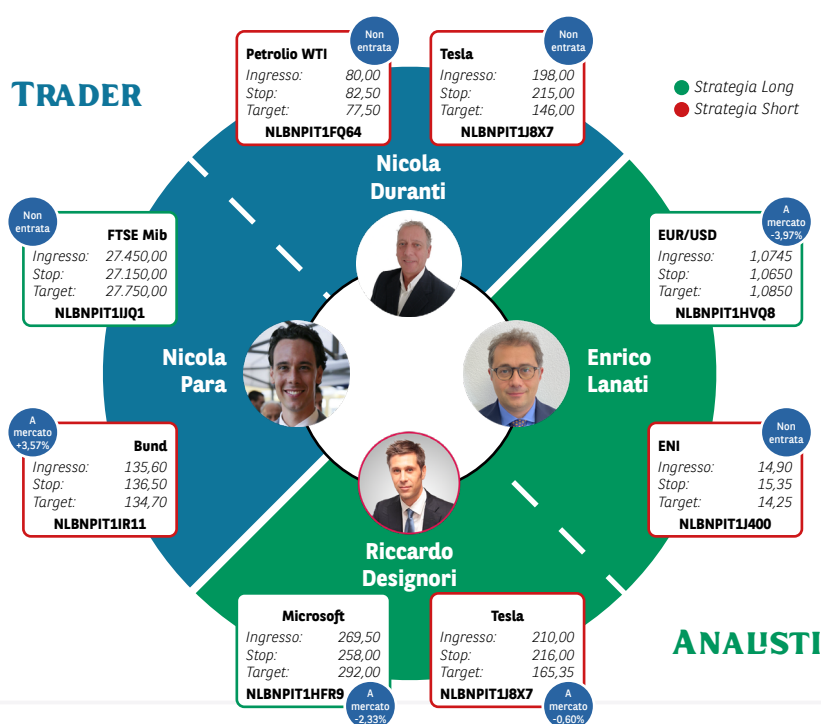 TRADER
Non
entrata
Petrolio WTI
Ingresso: 80,00
Stop: 82,50
Target: 77,50
NLBNPIT1FQ64
Non
entrata
Tesla
Ingresso: 198,00
Stop: 215,00
Target: 146,00
NLBNPIT1J8X7
Strategia Long
Strategia Short
Nicola
Duranti
Non
entrata
FTSE Mib
Ingresso: 27.450,00
Stop: 27.150,00
Target: 27.750,00
NLBNPIT1IJQ1
A
mercato
-3,97%
EUR/USD
Ingresso: 1,0745
Stop: 1,0650
Target: 1,0850
NLBNPIT1HVQ8
Nicola
Para
Enrico
Lanati
A
mercato
+3,57%
Bund
Ingresso: 135,60
Stop: 136,50
Target: 134,70
NLBNPIT1IR11
Non
entrata
ENI
Ingresso: 14,90
Stop: 15,35
Target: 14,25
NLBNPIT1J400
Riccardo
Designori
Microsoft
Ingresso: 269,50
Stop: 258,00
Target: 292,00
NLBNPIT1HFR9
A
mercato
-2,33%
Tesla
Ingresso: 210,00
Stop: 216,00
Target: 165,35
NLBNPIT1J8X7
A
mercato
-0,60%
ANALISTI